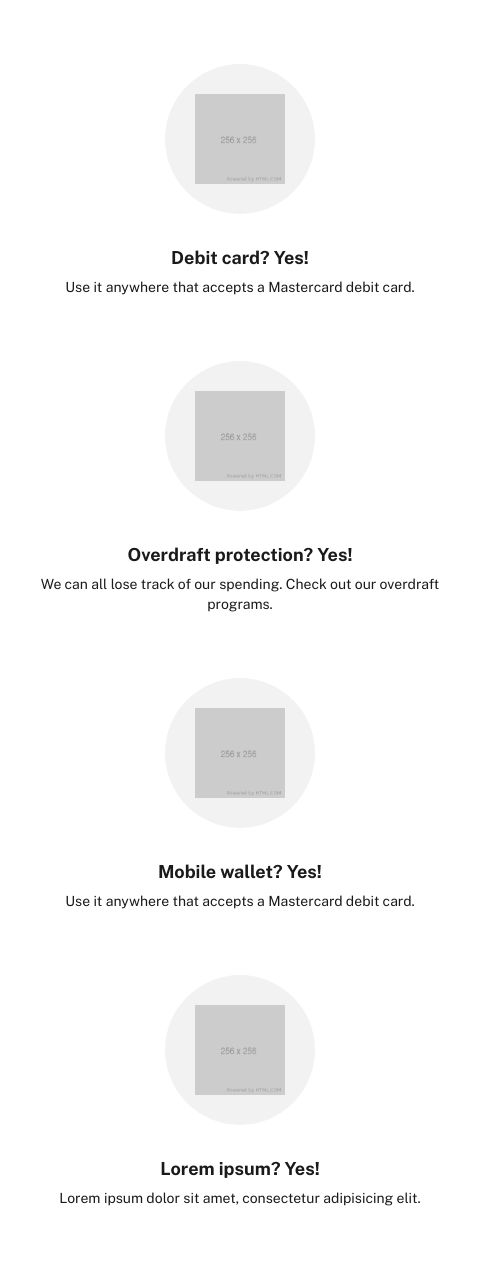 256 x 256
Powered by HTML.COM
Debit card? Yes!
Use it anywhere that accepts a Mastercard debit card.
256 x 256
Powered by HTML.COM
Overdraft protection? Yes!
We can all lose track of our spending. Check out our overdraft
programs.
256 x 256
Powered by HTML.COM
Mobile wallet? Yes!
Use it anywhere that accepts a Mastercard debit card.
256 x 256
Powered by HTML.COM
Lorem ipsum? Yes!
Lorem ipsum dolor sit amet, consectetur adipisicing elit.